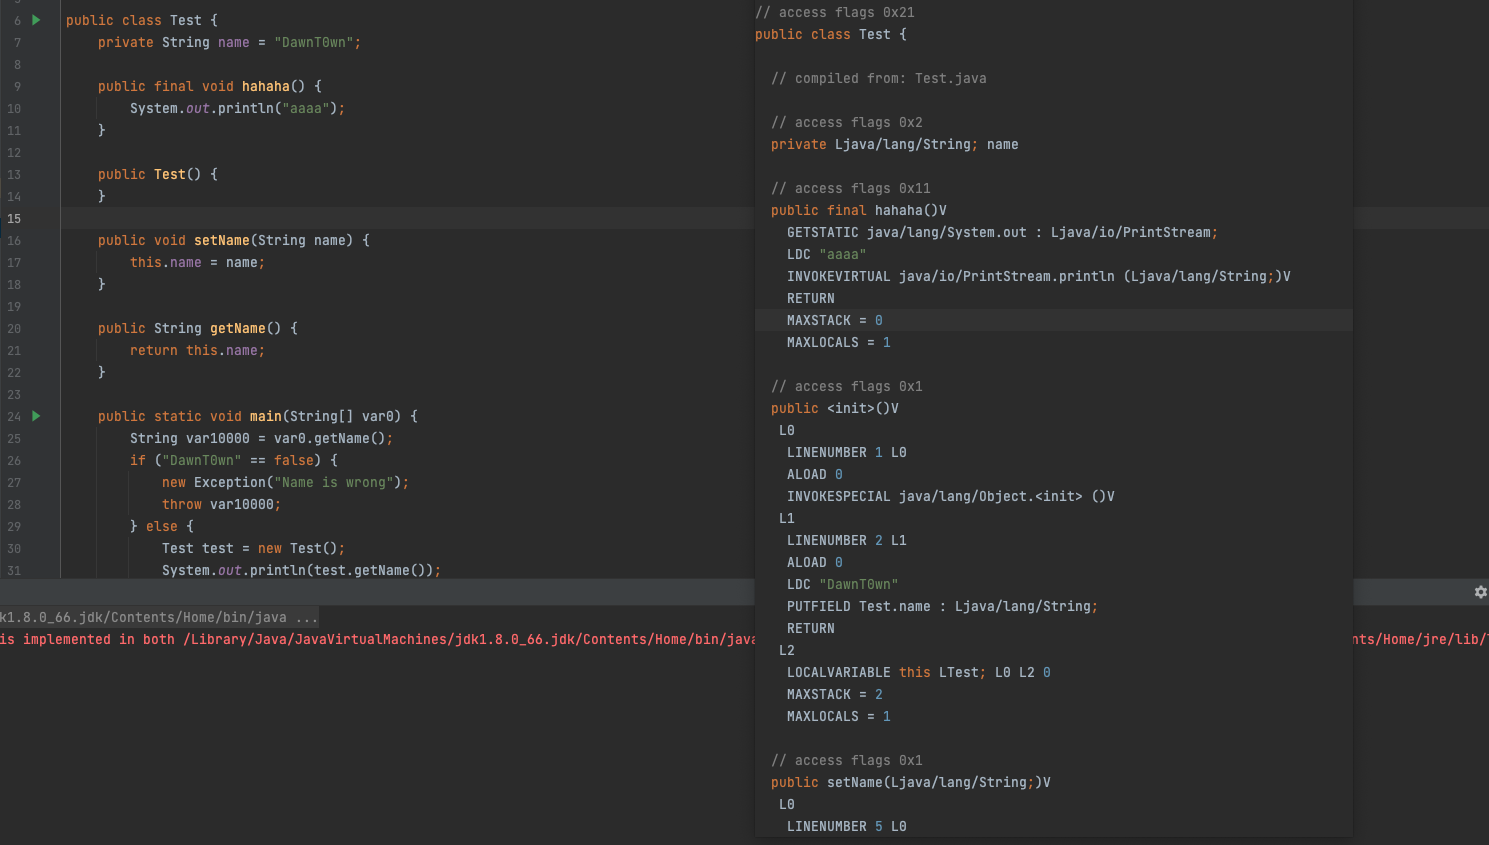 6 public class Test {
7 private String name = "DawnT0wn";
8
9 public final void hahaha() {
10 System.out.println("aaaa");
11 }
12
13 public Test() {
14 }
15
16 public void setName(String name) {
17 this.name = name;
18 }
19
20 public String getName() {
21 return this.name;
22 }
23
24 public static void main(String[] var0) {
25 String var10000 = var0.getName();
26 if ("DawnT0wn" == false) {
27 new Exception("Name is wrong");
28 throw var10000;
29 } else {
30 Test test = new Test();
31 System.out.println(test.getName());
k1.8.0_66.jdk/Contents/Home/bin/java ...
is implemented in both /Library/Java/JavaVirtualMachines/jdk1.8.0_66.jdk/Contents/Home/bin/java
nts/Home/jre/lib/
// access flags 0x21
public class Test {
// compiled from: Test.java
// access flags 0x2
private Ljava/lang/String; name
// access flags 0x11
public final hahaha()V
GETSTATIC java/lang/System.out : Ljava/io/PrintStream;
LDC "aaaa"
INVOKEVIRTUAL java/io/PrintStream.println (Ljava/lang/String;)V
RETURN
MAXSTACK = 0
MAXLOCALS = 1
// access flags 0x1
public <init>()V
L0
LINENUMBER 1 L0
ALOAD 0
INVOKESPECIAL java/lang/Object.<init> ()V
L1
LINENUMBER 2 L1
ALOAD 0
LDC "DawnT0wn"
PUTFIELD Test.name : Ljava/lang/String;
RETURN
L2
LOCALVARIABLE this LTest; L0 L2 0
MAXSTACK = 2
MAXLOCALS = 1
// access flags 0x1
public setName(Ljava/lang/String;)V
L0
LINENUMBER 5 L0